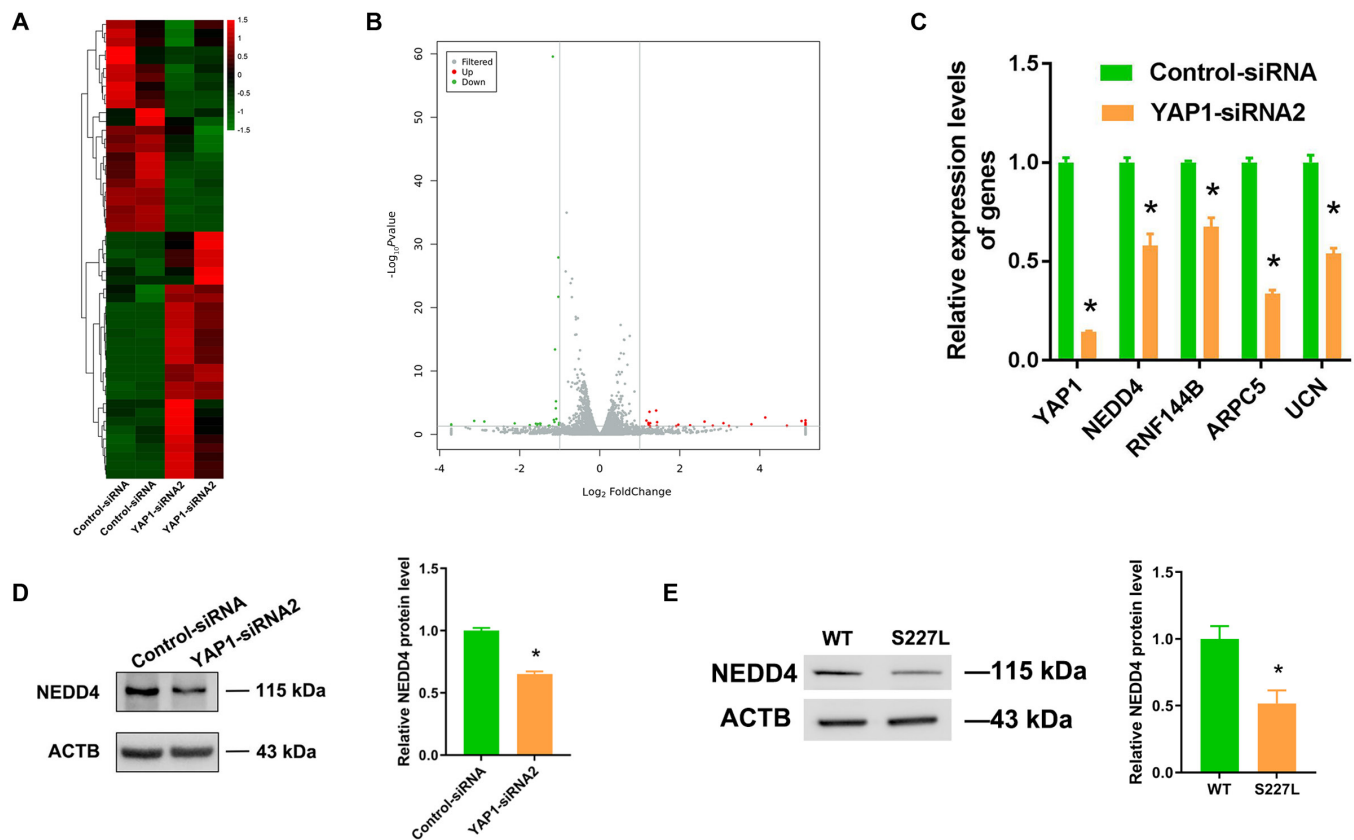 A
1.5
1
0.5
0
-0.5
-1
-1.5
Control-siRNA
Control-siRNA
YAP1-siRNA2
YAP1-siRNA2
B
Filtered
Up
Down
-Log10Pvalue
60
50
40
30
20
10
0
-4 -2 0 2 4
Log2 FoldChange
C
Control-siRNA
YAP1-siRNA2
Relative expression levels
of genes
1.5
1.0
0.5
0.0
* * * * *
YAP1
NEDD4
RNF144B
ARPC5
UCN
D
Control-siRNA
YAP1-siRNA2
NEDD4 — 115 kDa
ACTB — 43 kDa
Relative NEDD4 protein level
1.5
1.0
0.5
0.0
*
Control-siRNA
YAP1-siRNA2
E
WT S227L
NEDD4 —115 kDa
ACTB —43 kDa
Relative NEDD4 protein level
1.5
1.0
0.5
0.0
*
WT S227L